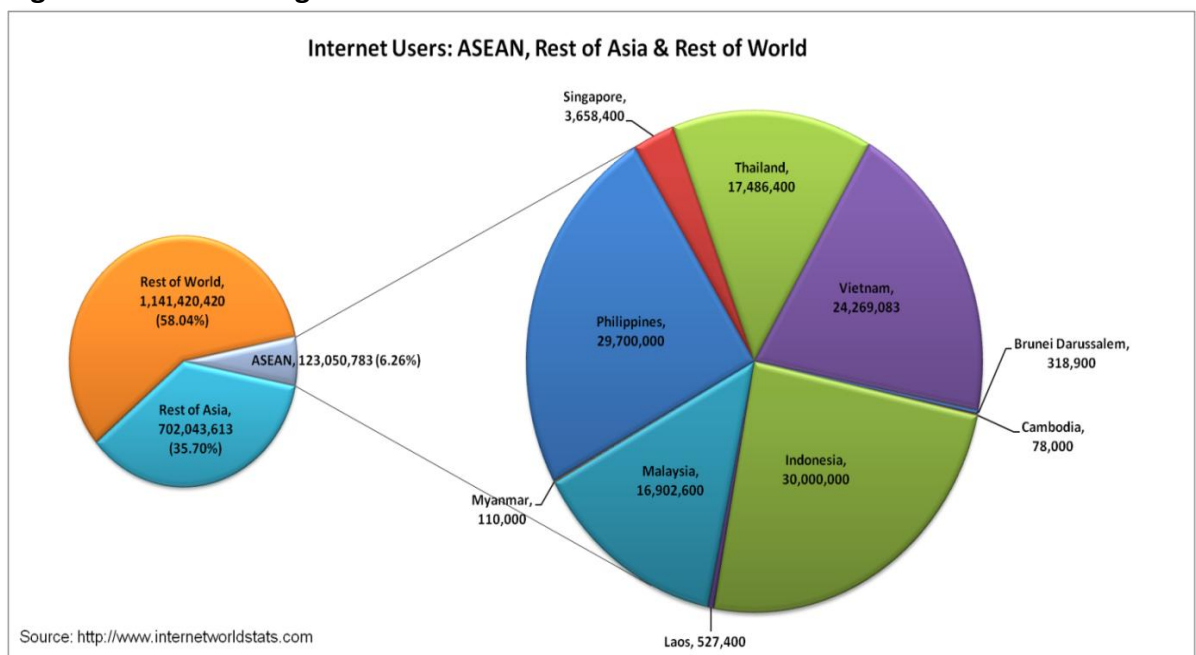 Internet Users: ASEAN, Rest of Asia & Rest of World
Singapore,
3,658,400
Thailand,
17,486,400
Vietnam,
24,269,083
Brunei Darussalem,
318,900
Cambodia,
78,000
Indonesia,
30,000,000
Laos, 527,400
Malaysia,
16,902,600
Myanmar,
110,000
Philippines,
29,700,000
Rest of World,
1,141,420,420
(58.04%)
ASEAN, 123,050,783 (6.26%)
Rest of Asia,
702,043,613
(35.70%)
Source: http://www.internetworldstats.com